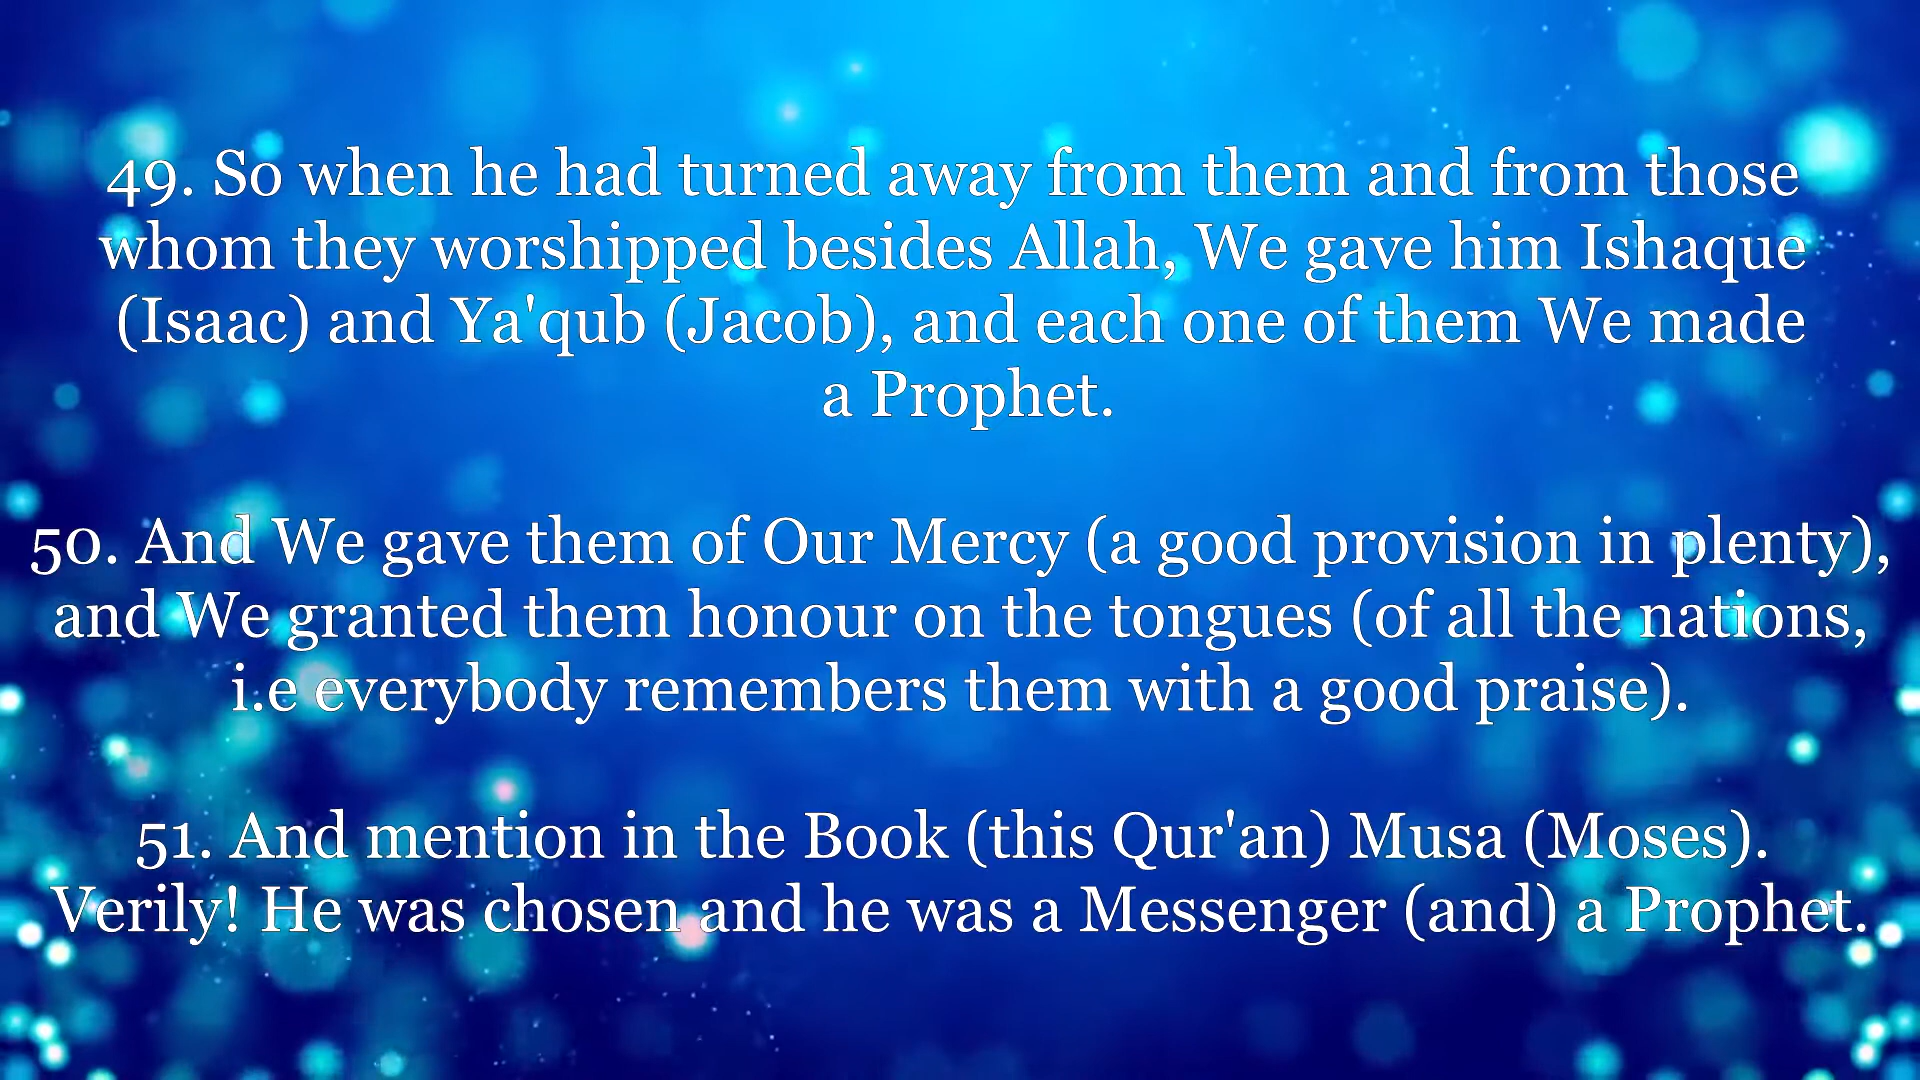 49. So when he had turned away from them and from those
whom they worshipped besides Allah, We gave him Ishaque
(Isaac) and Ya'qub (Jacob), and each one of them We made
a Prophet.
50. And We gave them of Our Mercy (a good provision in plenty),
and We granted them honour on the tongues (of all the nations,
i.e everybody remembers them with a good praise).
51. And mention in the Book (this Qur'an) Musa (Moses).
Verily! He was chosen and he was a Messenger (and) a Prophet.